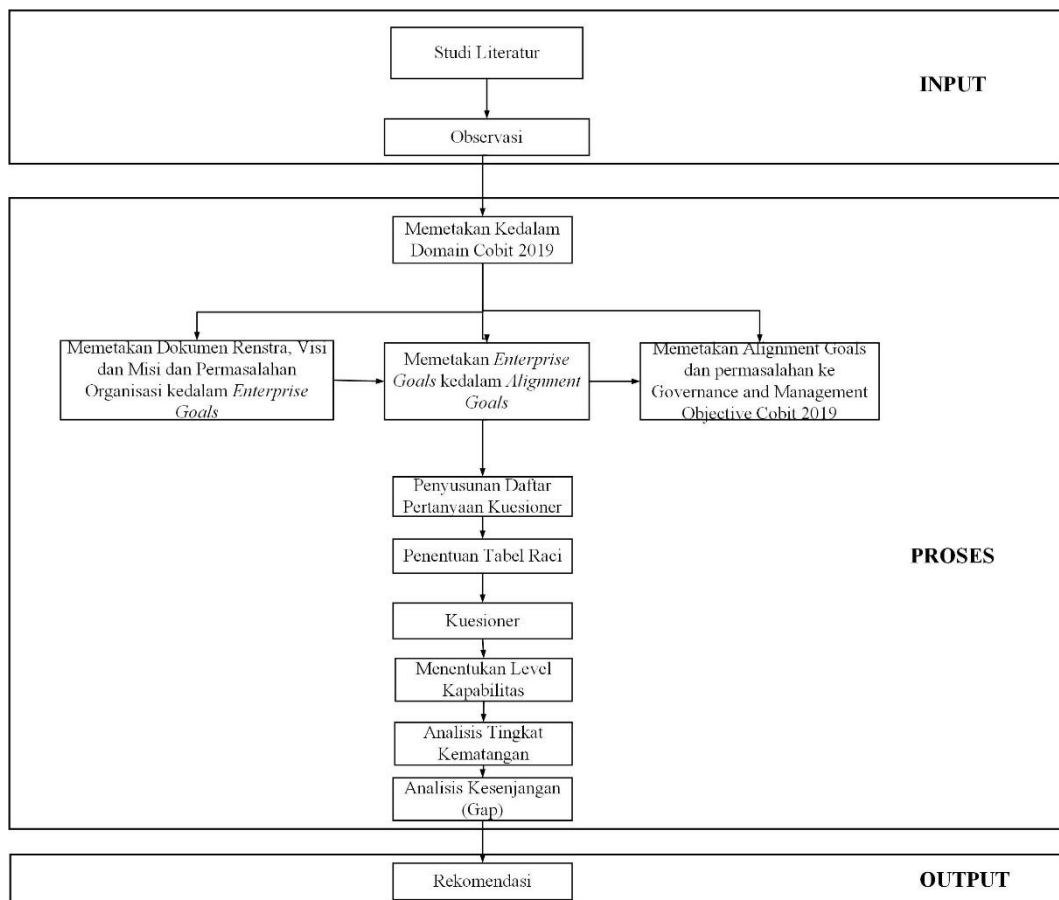 Studi Literatur
INPUT
Observasi
Memetakan Kedalam
Domain Cobit 2019
Memetakan Dokumen Renstra, Visi
dan Misi dan Permasalahan
Organisasi kedalam Enterprise
Goals
Memetakan Enterprise
Goals kedalam Alignment
Goals
Memetakan Alignment Goals
dan permasalahan ke
Governance and Management
Objective Cobit 2019
Penyusunan Daftar
Pertanyaan Kuesioner
Penentuan Tabel Raci
PROSES
Kuesioner
Menentukan Level
Kapabilitas
Analisis Tingkat
Kematangan
Analisis Kesenjangan
(Gap)
Rekomendasi
OUTPUT